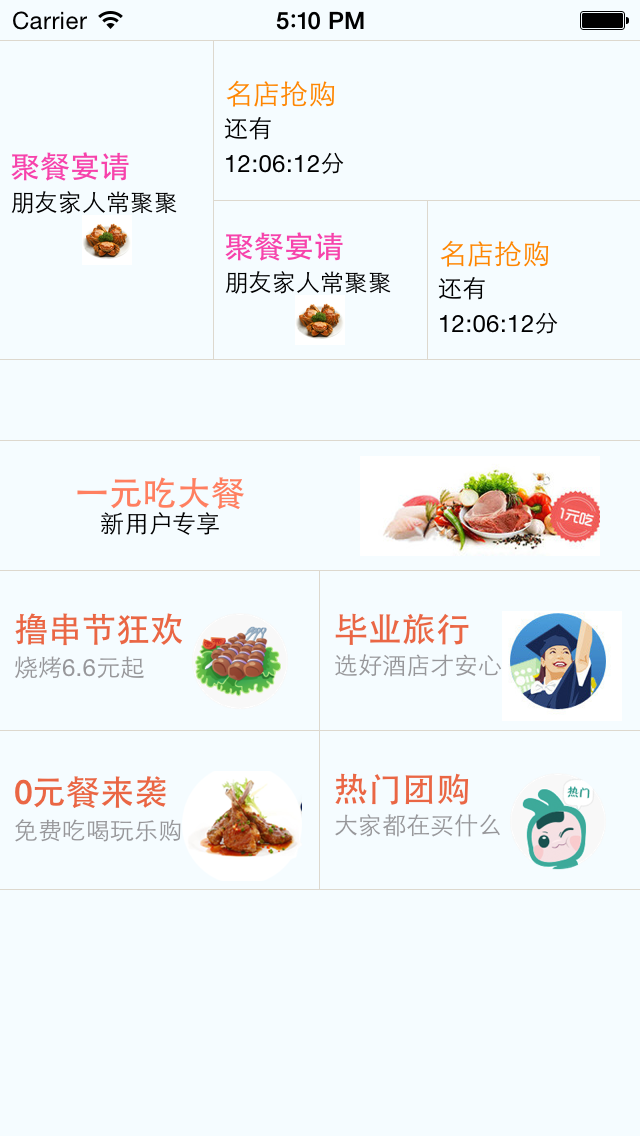 Carrier 5:10 PM
聚餐宴请
朋友家人常聚聚
名店抢购
还有
12:06:12分
聚餐宴请
朋友家人常聚聚
名店抢购
还有
12:06:12分
一元吃大餐
新用户专享
1元吃
撸串节狂欢
烧烤6.6元起
毕业旅行
选好酒店才安心
0元餐来袭
免费吃喝玩乐购
热门团购
大家都在买什么
热门